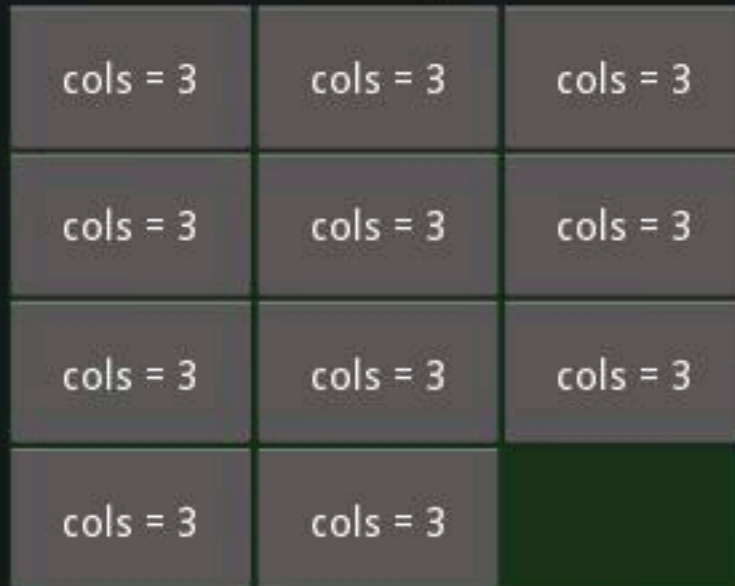 cols = 3 cols = 3 cols = 3
cols = 3 cols = 3 cols = 3
cols = 3 cols = 3 cols = 3
cols = 3 cols = 3